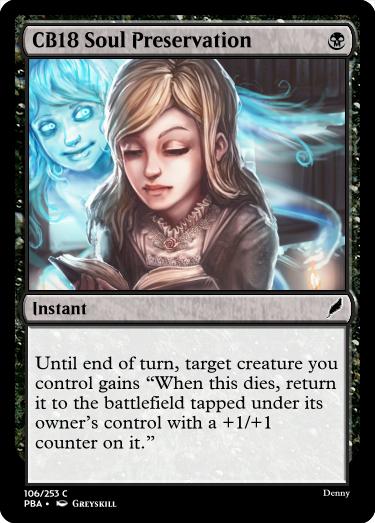 CB18 Soul Preservation
Instant
Until end of turn, target creature you
control gains “When this dies, return
it to the battlefield tapped under its
owner’s control with a +1/+1
counter on it.”
106/253 C
Denny
PBA • Greyskill